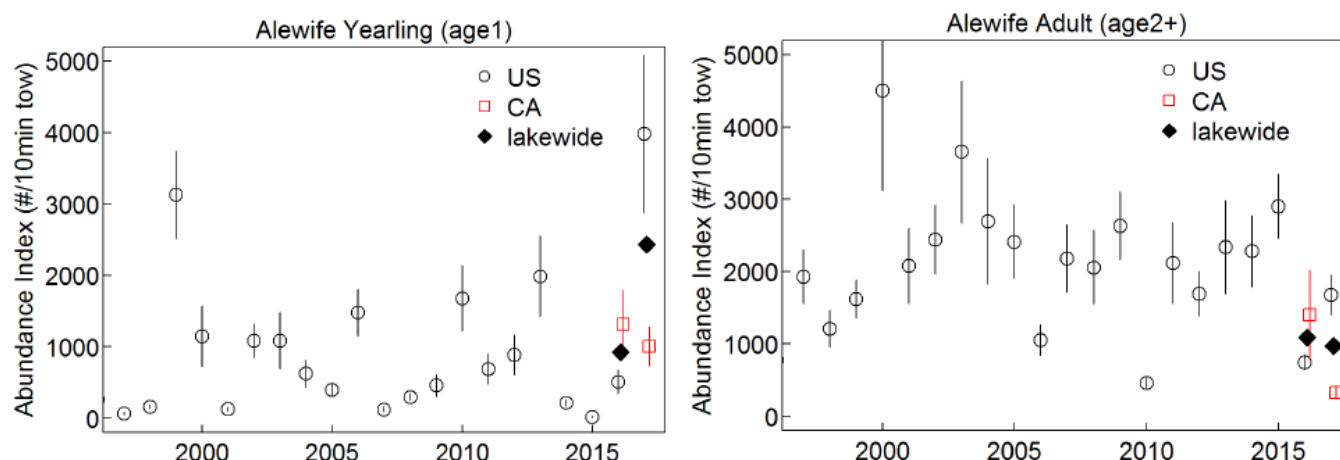 Alewife Yearling (age1)
Abundance Index (#/10min tow)
5000
4000
3000
2000
1000
0
US
CA
lakewide
2000
2005
2010
2015
Alewife Adult (age2+)
Abundance Index (#/10min tow)
5000
4000
3000
2000
1000
0
US
CA
lakewide
2000
2005
2010
2015